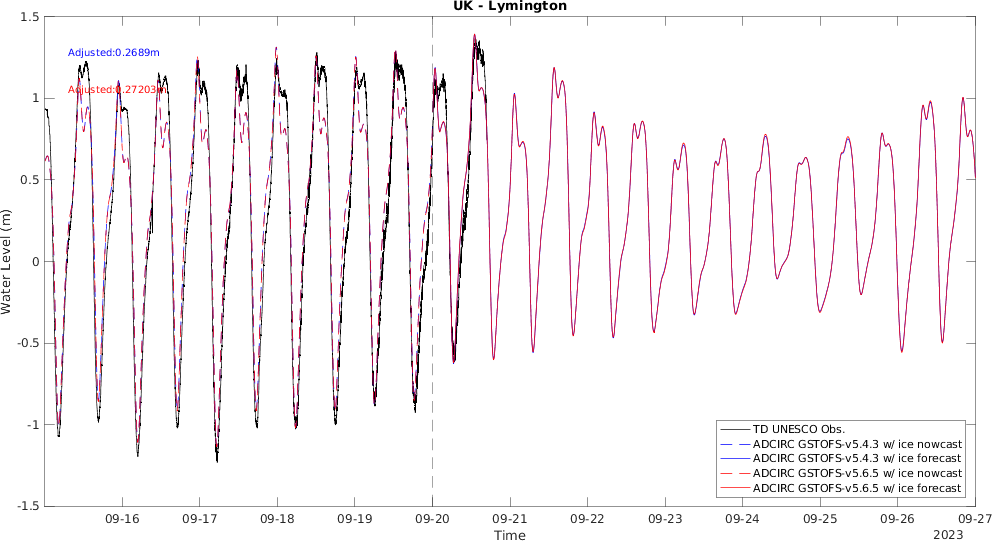 UK - Lymington
1.5
1
0.5
0
-0.5
-1
-1.5
Water Level (m)
Adjusted:0.2689m
Adjusted:0.27203m
TD UNESCO Obs.
ADCIRC GSTOFS-v5.4.3 w/ ice nowcast
ADCIRC GSTOFS-v5.4.3 w/ ice forecast
ADCIRC GSTOFS-v5.6.5 w/ ice nowcast
ADCIRC GSTOFS-v5.6.5 w/ ice forecast
09-16 09-17 09-18 09-19 09-20 09-21 09-22 09-23 09-24 09-25 09-26 09-27
Time
2023